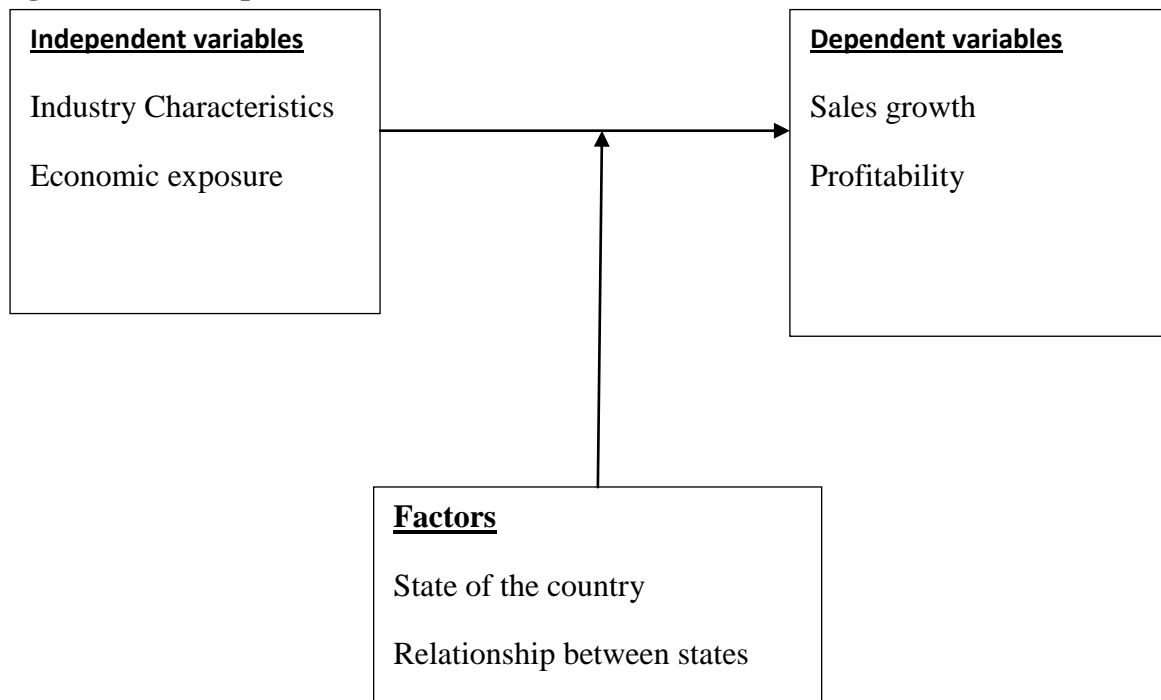 Independent variables
Industry Characteristics
Economic exposure
Dependent variables
Sales growth
Profitability
Factors
State of the country
Relationship between states